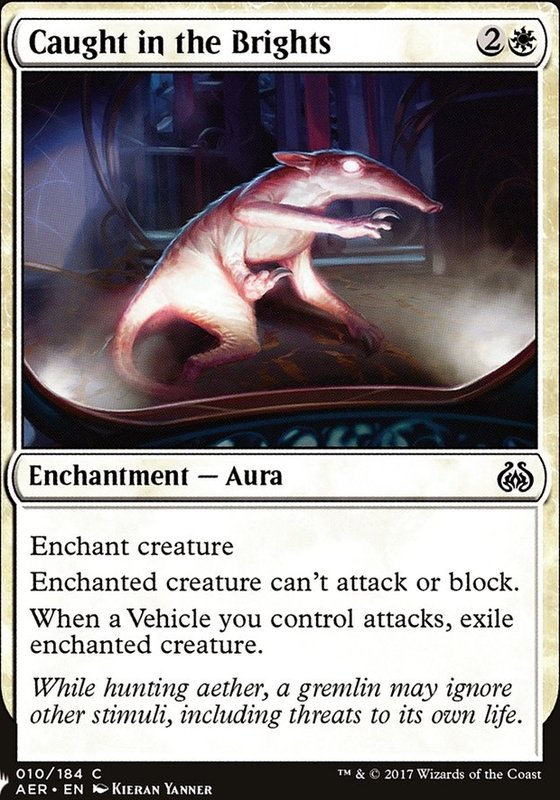 Caught in the Brights 2
Enchantment — Aura
Enchant creature
Enchanted creature can't attack or block.
When a Vehicle you control attacks, exile
enchanted creature.
While hunting aether, a gremlin may ignore
other stimuli, including threats to its own life.
010/184 C
AER • EN Kieran Yanner
™ & © 2017 Wizards of the Coast